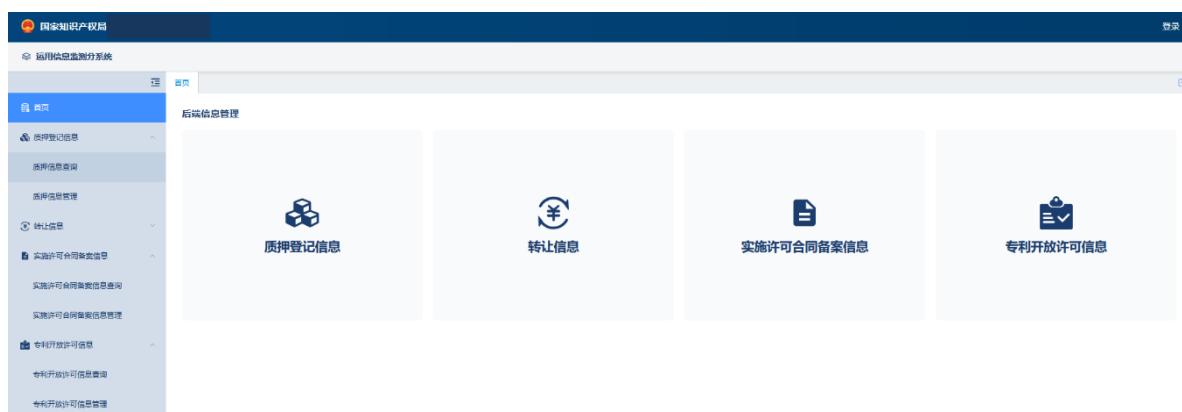 国家知识产权局
登录
运用信息监测分系统
首页
首页
后端信息管理
质押登记信息
质押信息查询
质押信息管理
转让信息
实施许可合同备案信息
实施许可合同备案信息查询
实施许可合同备案信息管理
专利开放许可信息
专利开放许可信息查询
专利开放许可信息管理
质押登记信息
转让信息
实施许可合同备案信息
专利开放许可信息